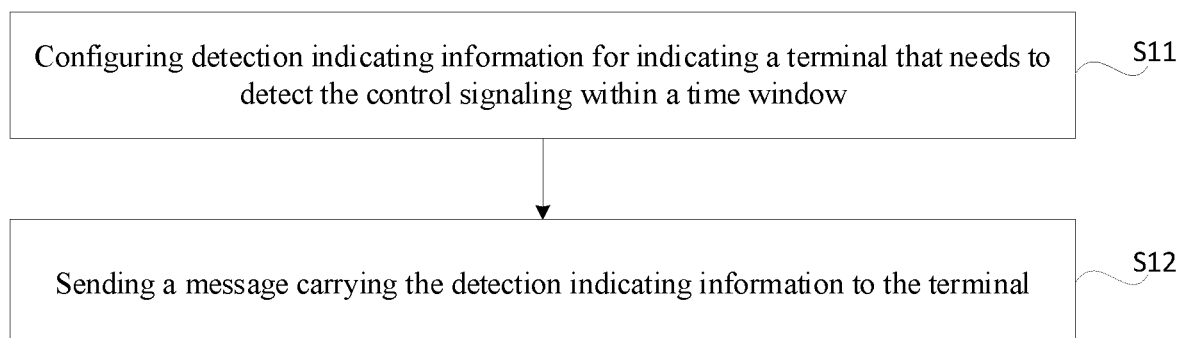 Configuring detection indicating information for indicating a terminal that needs to
detect the control signaling within a time window
S11
Sending a message carrying the detection indicating information to the terminal
S12